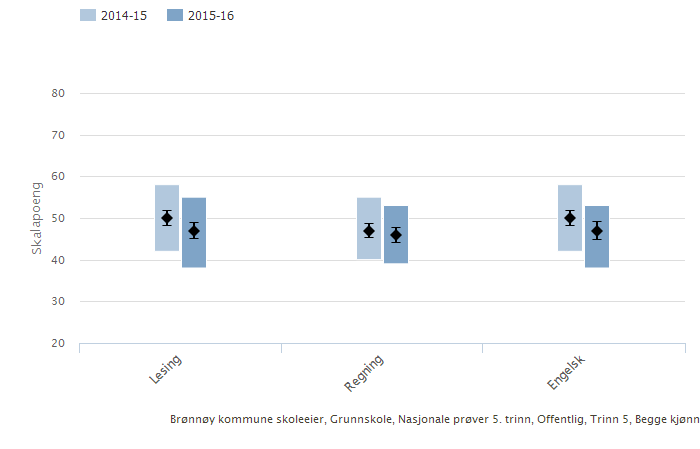 2014-15 2015-16
80
70
60
50
40
30
20
Skalapoeng
Lesing Regning Engelsk
Brønnøy kommune skoleeier, Grunnskole, Nasjonale prøver 5. trinn, Offentlig, Trinn 5, Begge kjønn